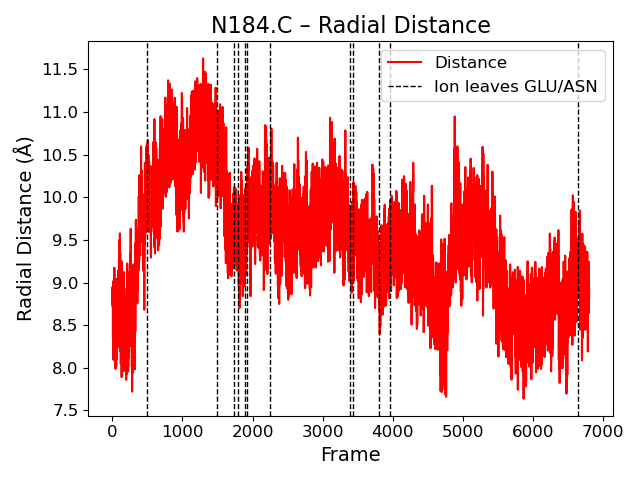 N184.C – Radial Distance
Distance
Ion leaves GLU/ASN
Radial Distance (Å)
11.5
11.0
10.5
10.0
9.5
9.0
8.5
8.0
7.5
0 1000 2000 3000 4000 5000 6000 7000
Frame